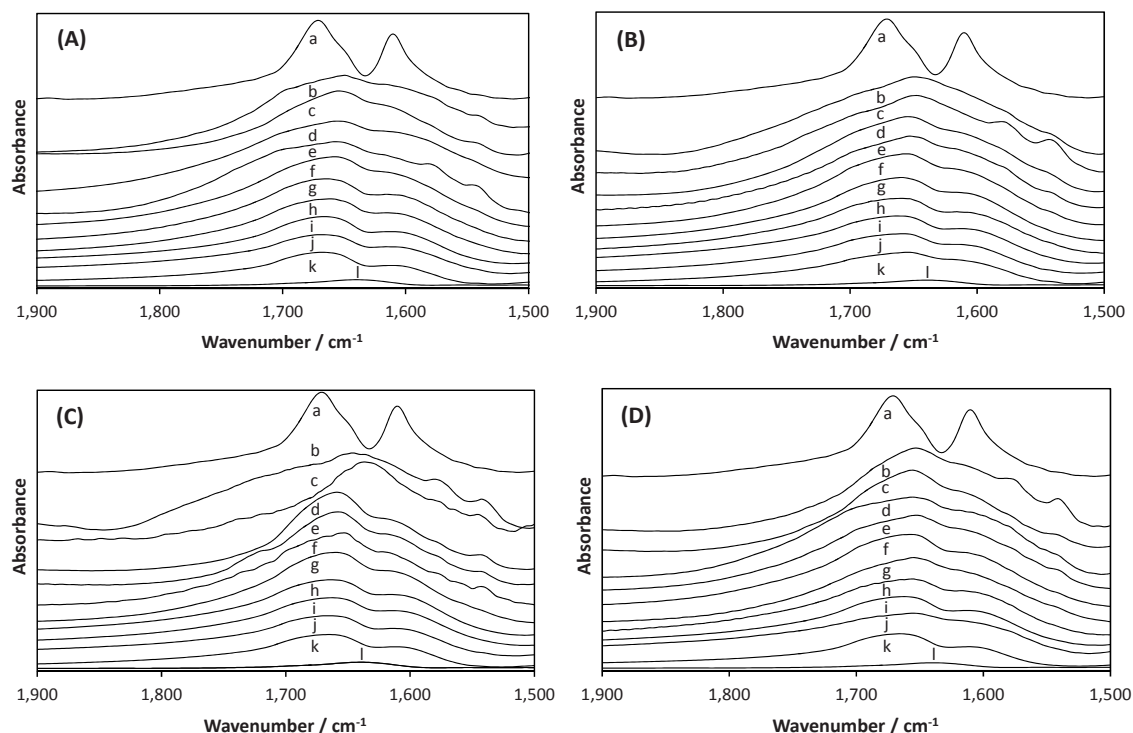 (A)
a
b
c
d
e
f
g
h
i
j
k
l
Absorbance
1,900 1,800 1,700 1,600 1,500
Wavenumber / cm-1
(B)
a
b
c
d
e
f
g
h
i
j
k
l
Absorbance
1,900 1,800 1,700 1,600 1,500
Wavenumber / cm-1
(C)
a
b
c
d
e
f
g
h
i
j
k
l
Absorbance
1,900 1,800 1,700 1,600 1,500
Wavenumber / cm-1
(D)
a
b
c
d
e
f
g
h
i
j
k
l
Absorbance
1,900 1,800 1,700 1,600 1,500
Wavenumber / cm-1